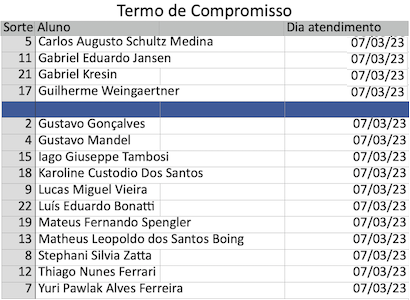 Termo de Compromisso
Sorte Aluno Dia atendimento
5 Carlos Augusto Schultz Medina 07/03/23
11 Gabriel Eduardo Jansen 07/03/23
21 Gabriel Kresin 07/03/23
17 Guilherme Weingaertner 07/03/23
2 Gustavo Gonçalves 07/03/23
4 Gustavo Mandel 07/03/23
15 Iago Giuseppe Tambosi 07/03/23
18 Karoline Custodio Dos Santos 07/03/23
9 Lucas Miguel Vieira 07/03/23
22 Luís Eduardo Bonatti 07/03/23
19 Mateus Fernando Spengler 07/03/23
13 Matheus Leopoldo dos Santos Boing 07/03/23
8 Stephani Silvia Zatta 07/03/23
12 Thiago Nunes Ferrari 07/03/23
7 Yuri Pawlak Alves Ferreira 07/03/23